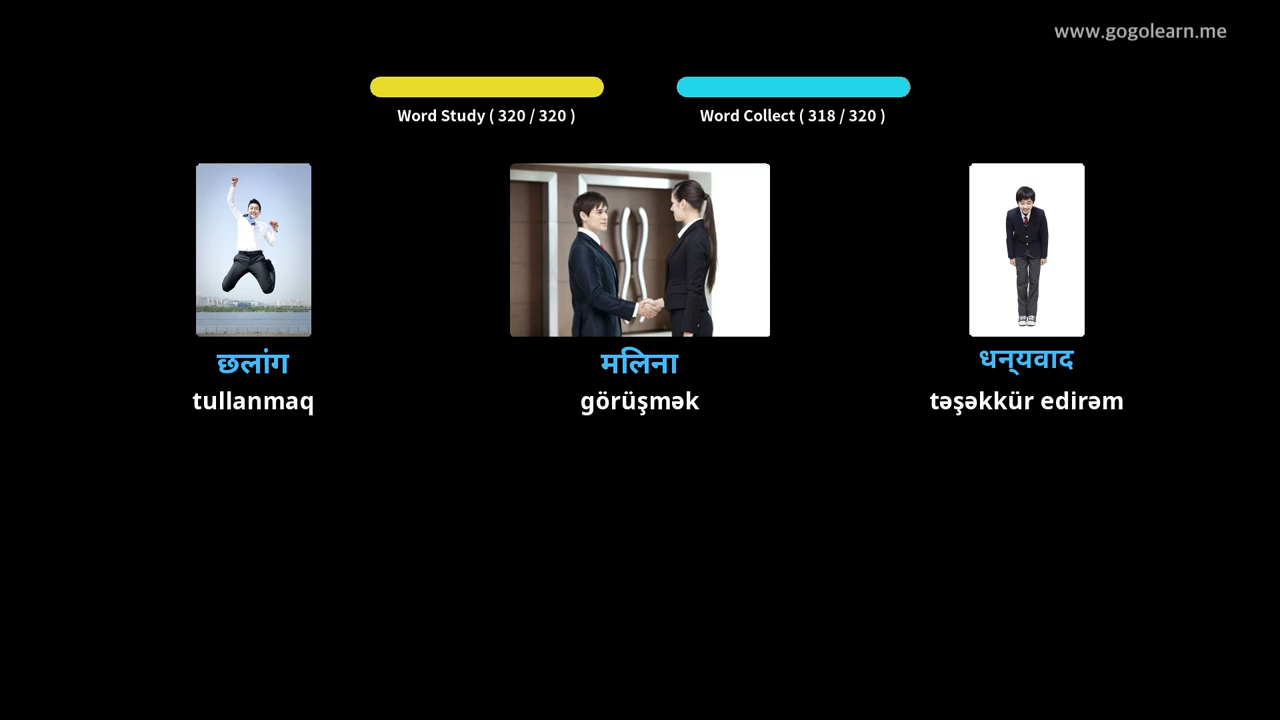 www.gogolearn.me
Word Study ( 320 / 320 )
Word Collect ( 318 / 320 )
छलांग
मलिना
धन्‌यवाद
tullanmaq
görüşmək
təşəkkür edirəm